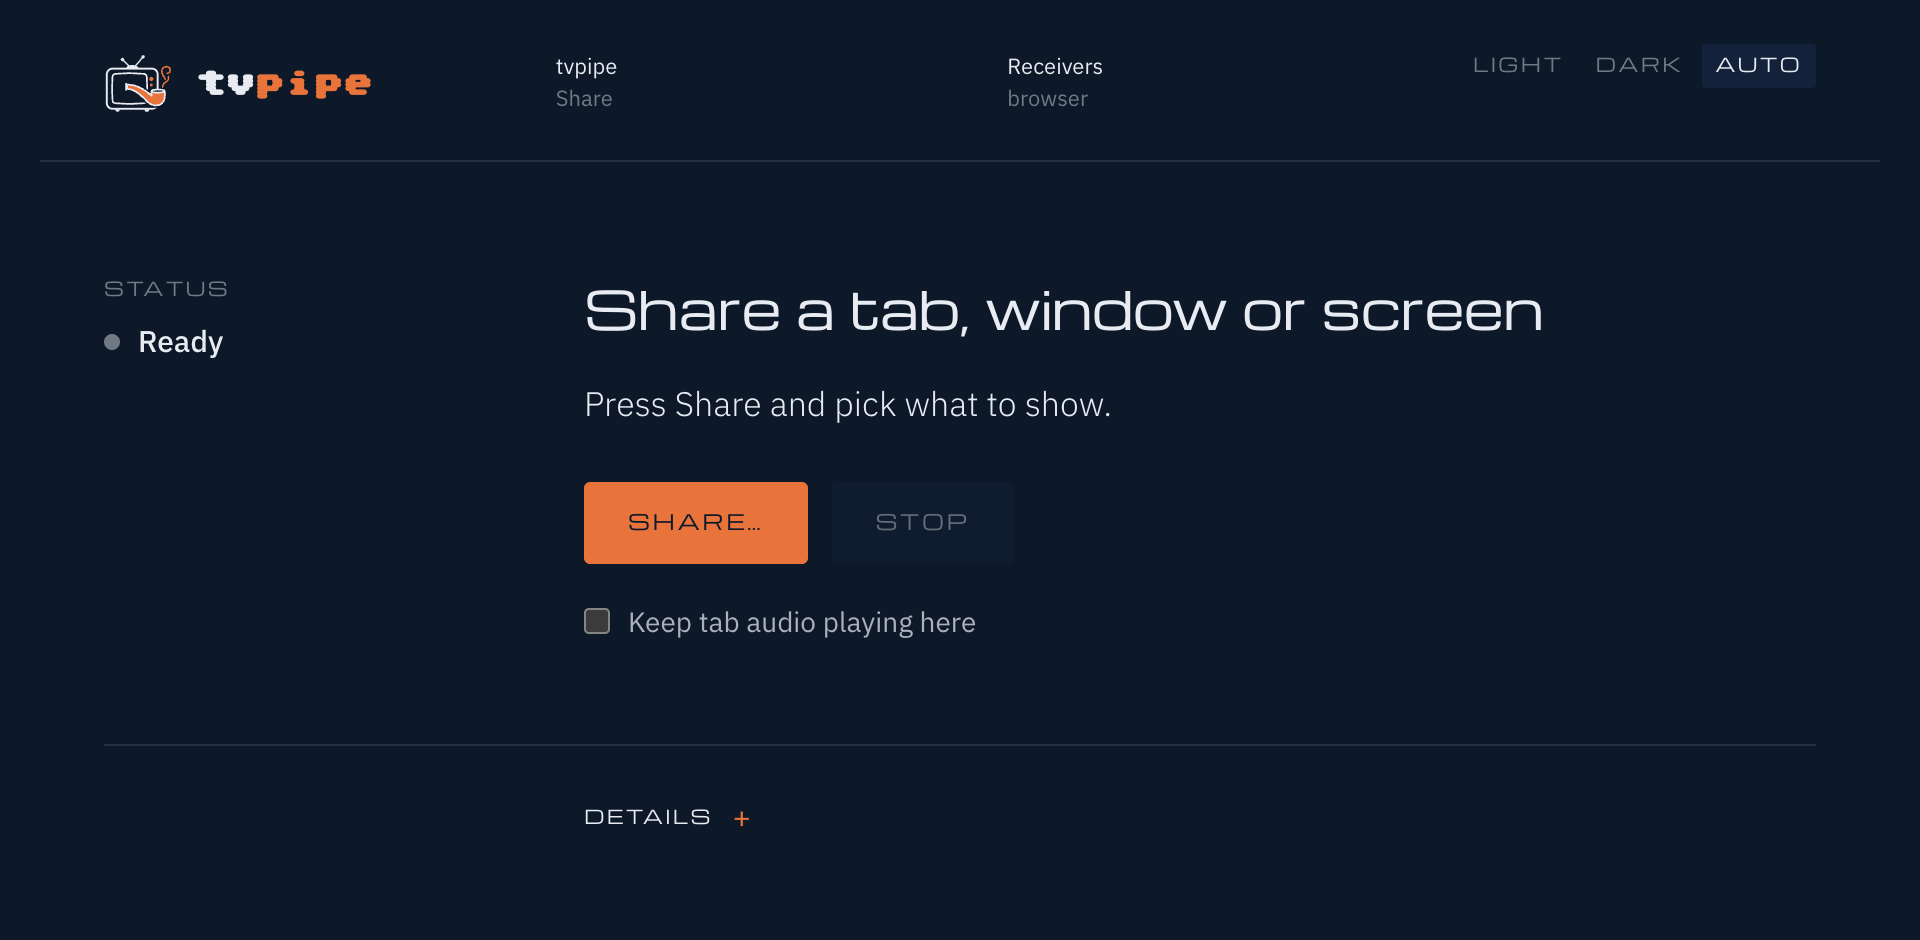 tvpipe
tvpipe
Share
Receivers
browser
LIGHT DARK AUTO
STATUS
Ready
Share a tab, window or screen
Press Share and pick what to show.
SHARE… STOP
Keep tab audio playing here
DETAILS +